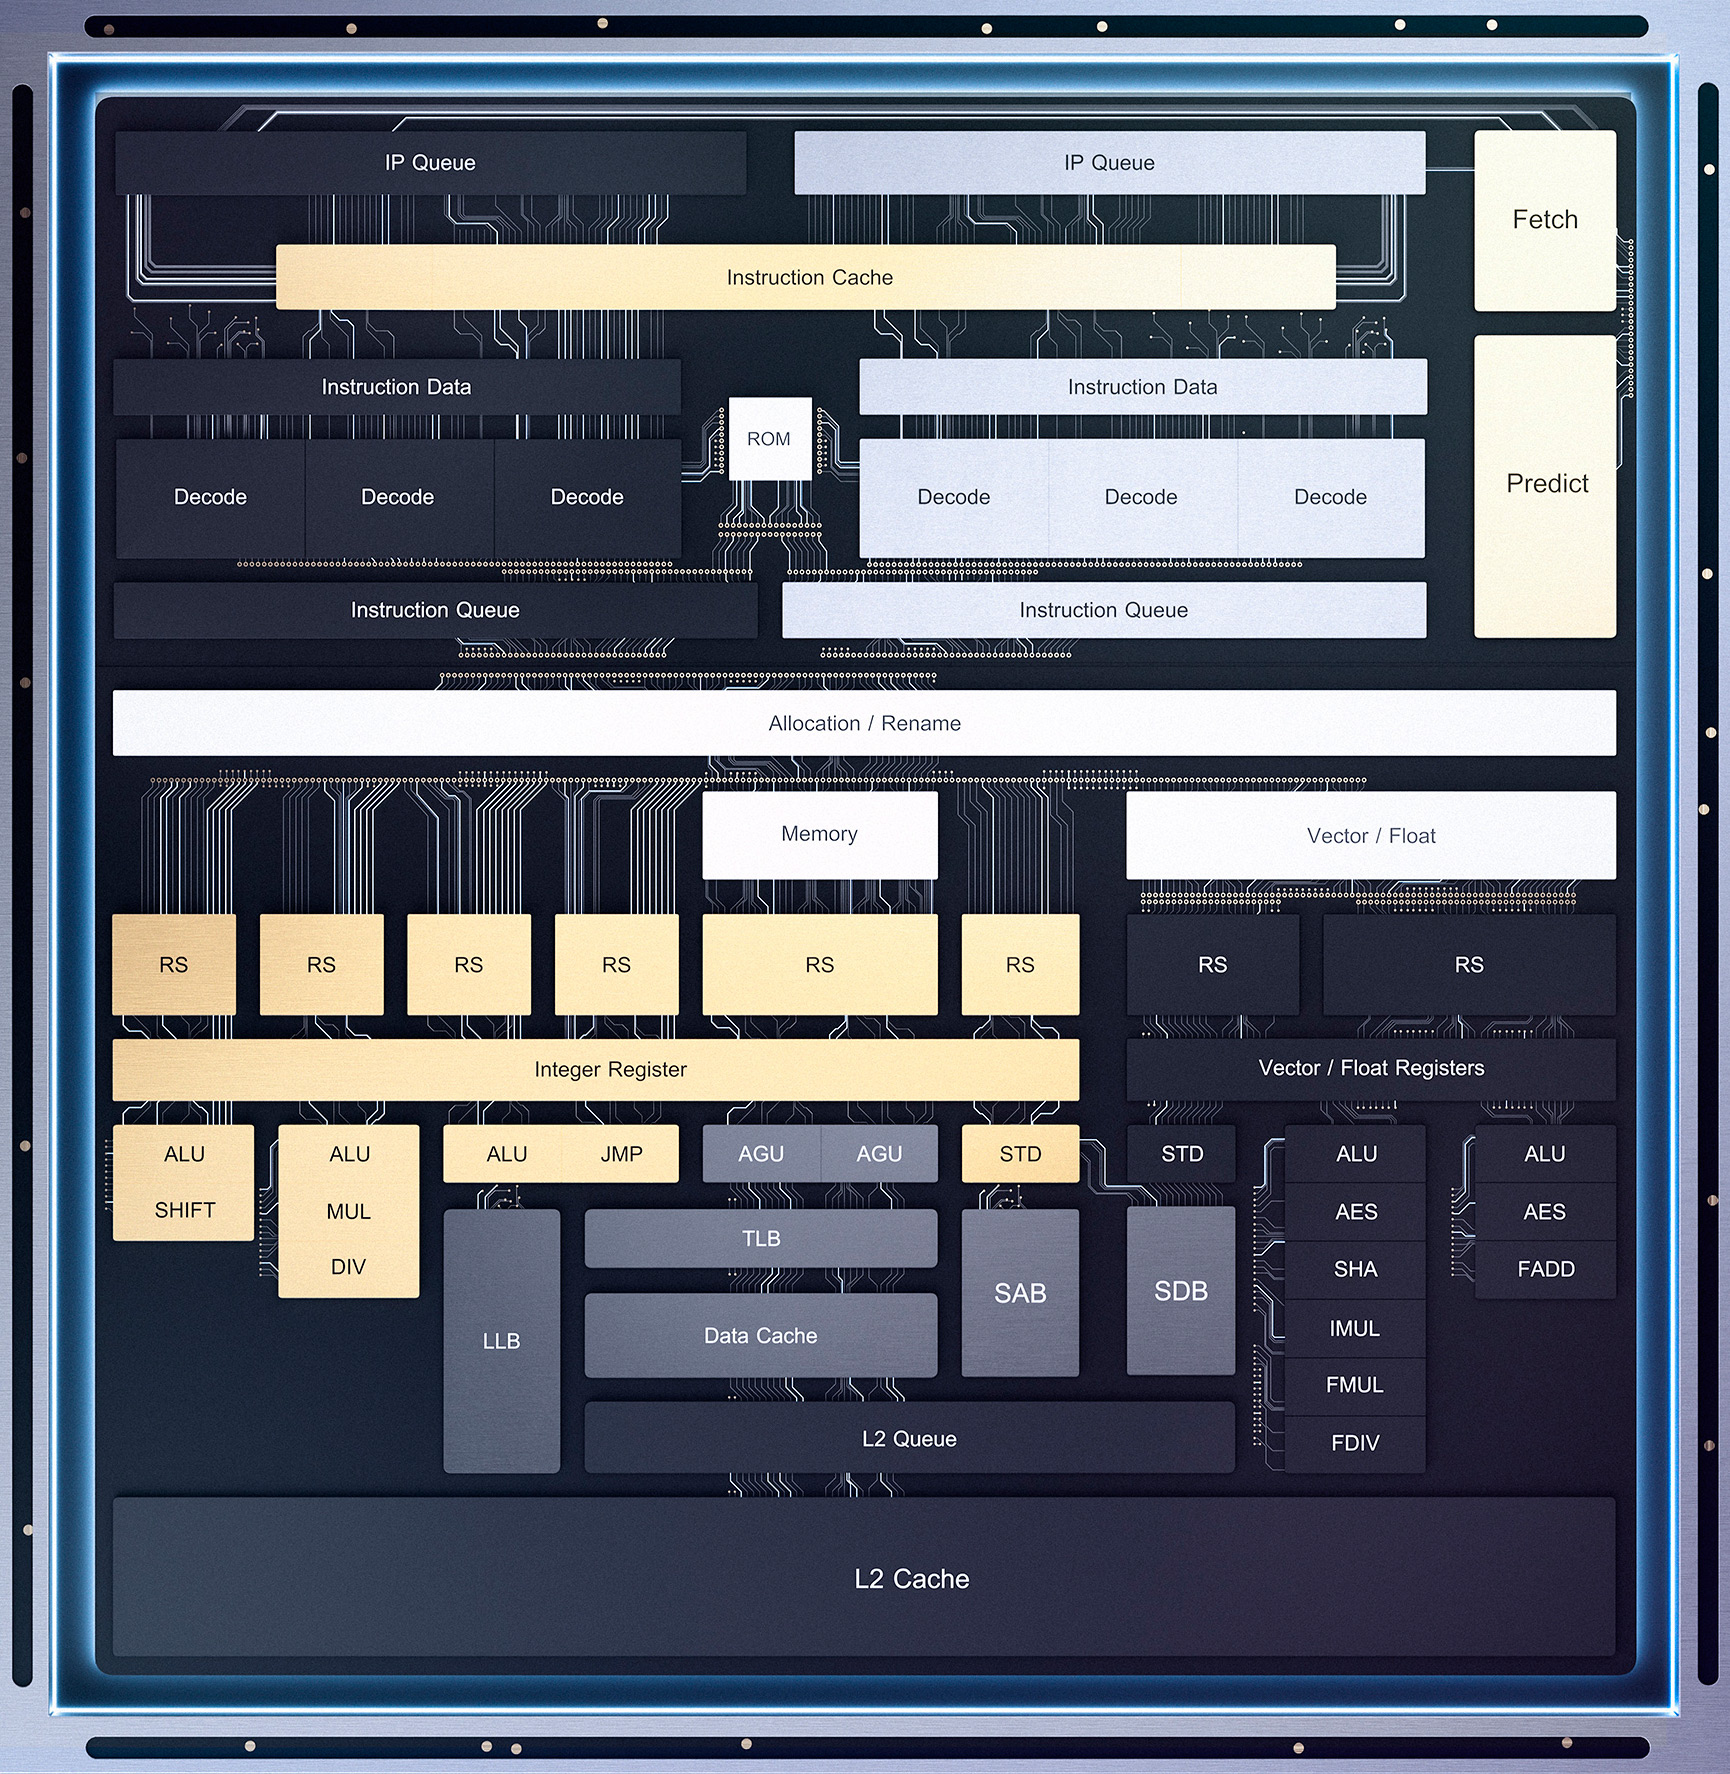 IP Queue
IP Queue
Fetch
Instruction Cache
Instruction Data
Instruction Data
ROM
Predict
Decode
Decode
Decode
Decode
Decode
Decode
Instruction Queue
Instruction Queue
Allocation / Rename
Memory
Vector / Float
RS
RS
RS
RS
RS
RS
RS
RS
Integer Register
Vector / Float Registers
ALU
SHIFT
ALU
MUL
DIV
ALU
JMP
AGU
AGU
STD
STD
ALU
AES
SHA
IMUL
FMUL
FDIV
ALU
AES
FADD
LLB
TLB
Data Cache
SAB
SDB
L2 Queue
L2 Cache